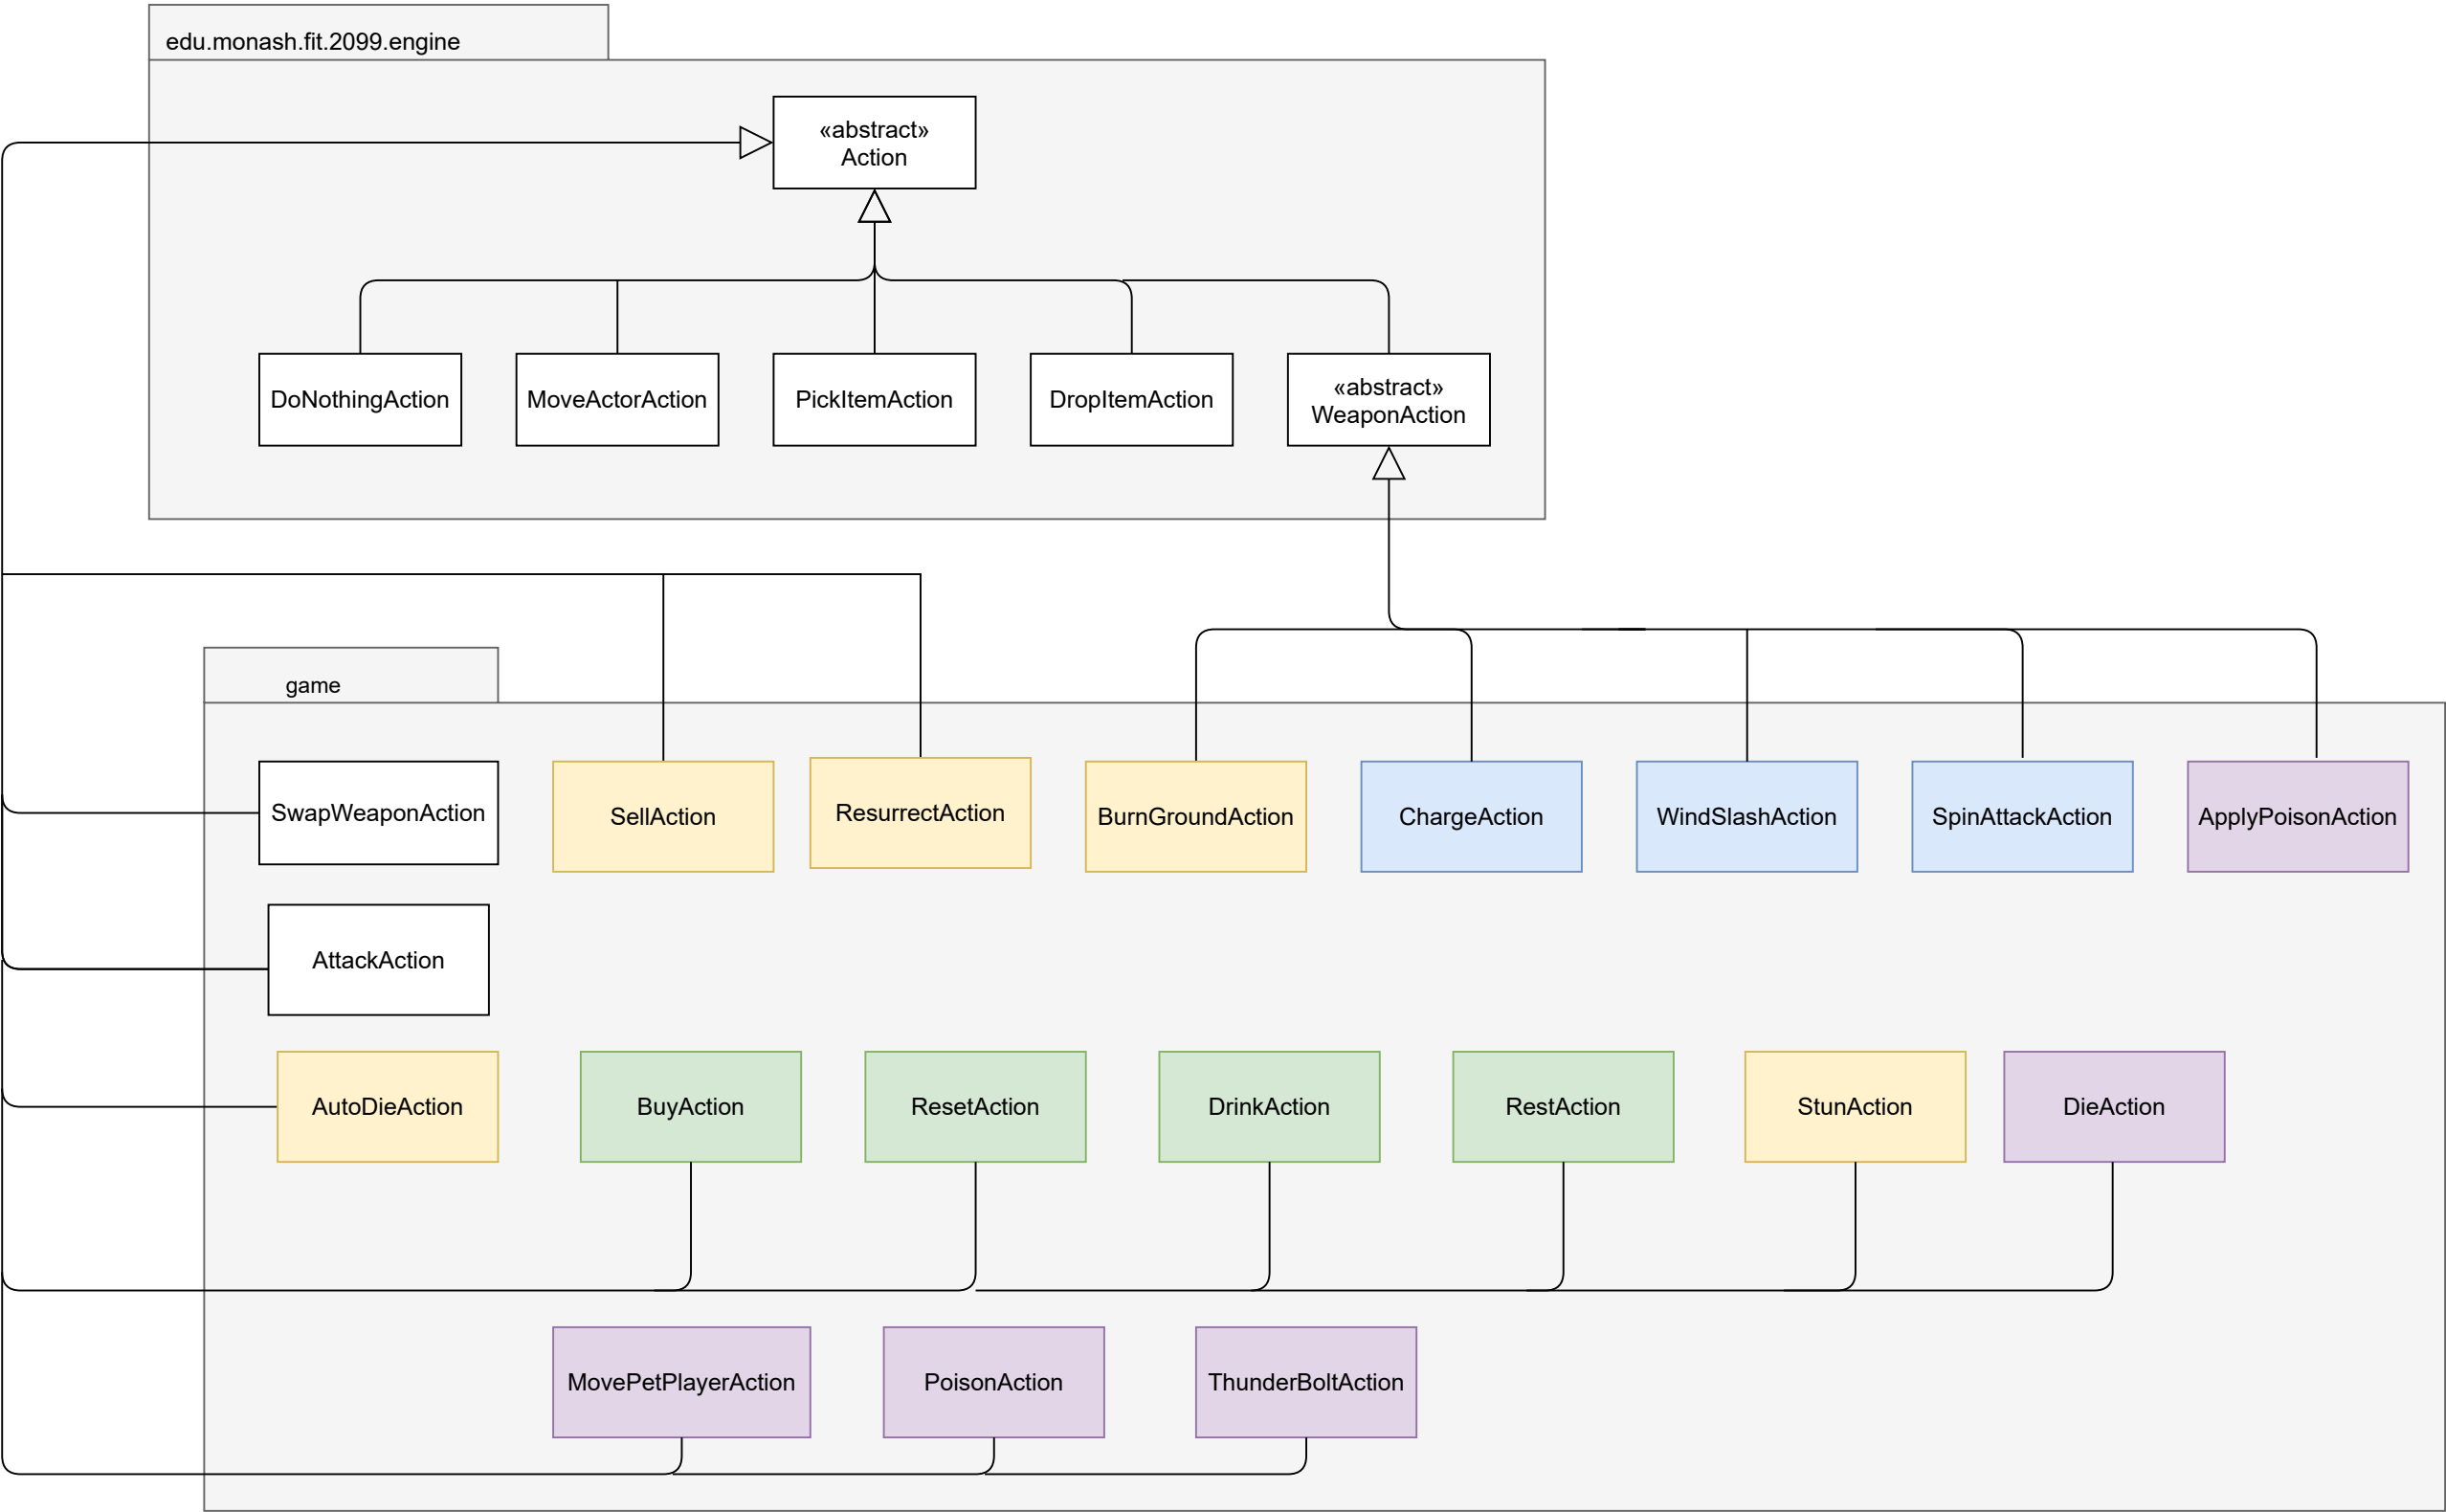 edu.monash.fit.2099.engine
«abstract»
Action
DoNothingAction
MoveActorAction
PickItemAction
DropItemAction
«abstract»
WeaponAction
game
SwapWeaponAction
SellAction
ResurrectAction
BurnGroundAction
ChargeAction
WindSlashAction
SpinAttackAction
ApplyPoisonAction
AttackAction
AutoDieAction
BuyAction
ResetAction
DrinkAction
RestAction
StunAction
DieAction
MovePetPlayerAction
PoisonAction
ThunderBoltAction